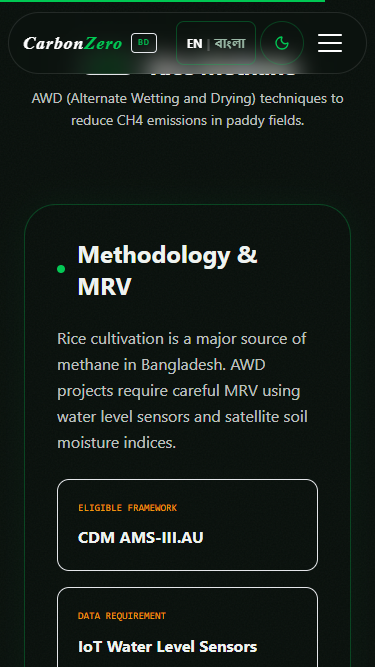 CarbonZero BD EN | বাংলা
AWD (Alternate Wetting and Drying) techniques to
reduce CH4 emissions in paddy fields.
Methodology &
MRV
Rice cultivation is a major source of
methane in Bangladesh. AWD
projects require careful MRV using
water level sensors and satellite soil
moisture indices.
ELIGIBLE FRAMEWORK
CDM AMS-III.AU
DATA REQUIREMENT
IoT Water Level Sensors